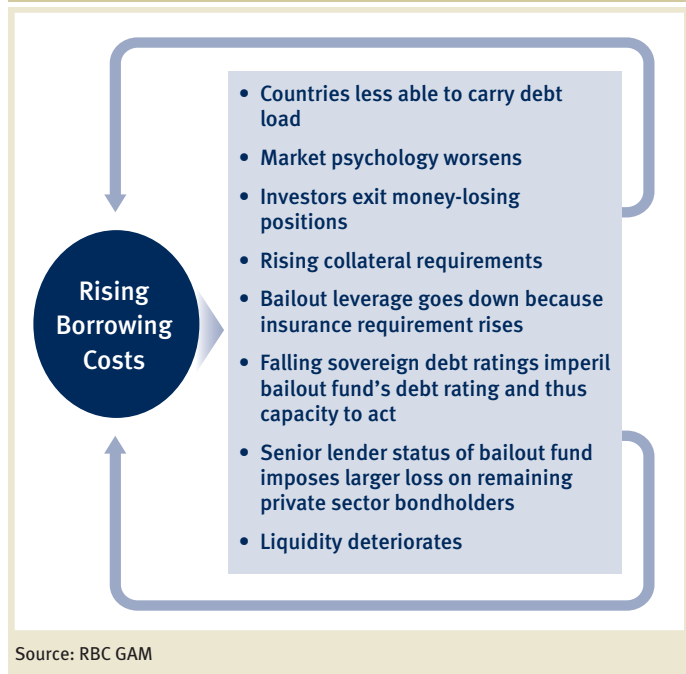 Rising
Borrowing
Costs
• Countries less able to carry debt
load
• Market psychology worsens
• Investors exit money-losing
positions
• Rising collateral requirements
• Bailout leverage goes down because
insurance requirement rises
• Falling sovereign debt ratings imperil
bailout fund's debt rating and thus
capacity to act
• Senior lender status of bailout fund
imposes larger loss on remaining
private sector bondholders
• Liquidity deteriorates
Source: RBC GAM